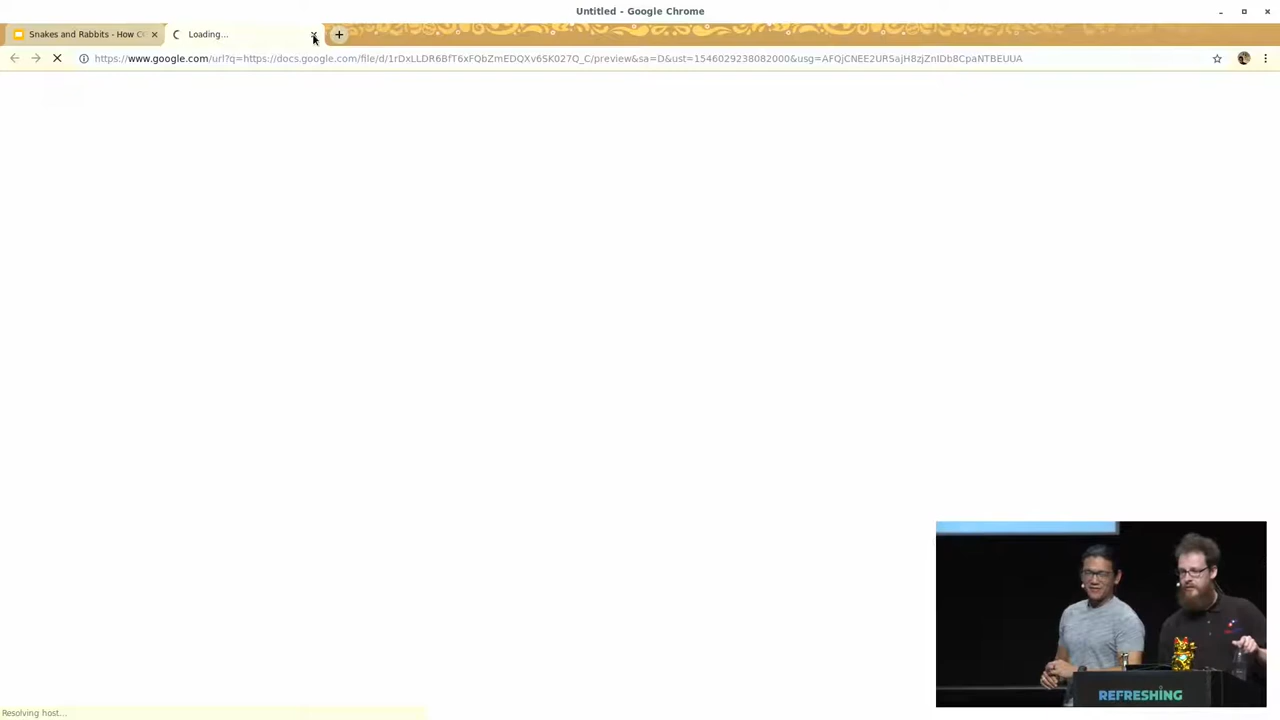 Untitled - Google Chrome
Snakes and Rabbits - How C
Loading...
https://www.google.com/url?q=https://docs.google.com/file/d/1rDxLLDR6BfT6xFQbZmEDQXv65K027Q_C/preview&sa=D&ust=1546029238082000&usg=AFQjCNEE2UR5ajH8zjZnIDb8CpaNTBEUUA
Resolving host...
REFRESHING